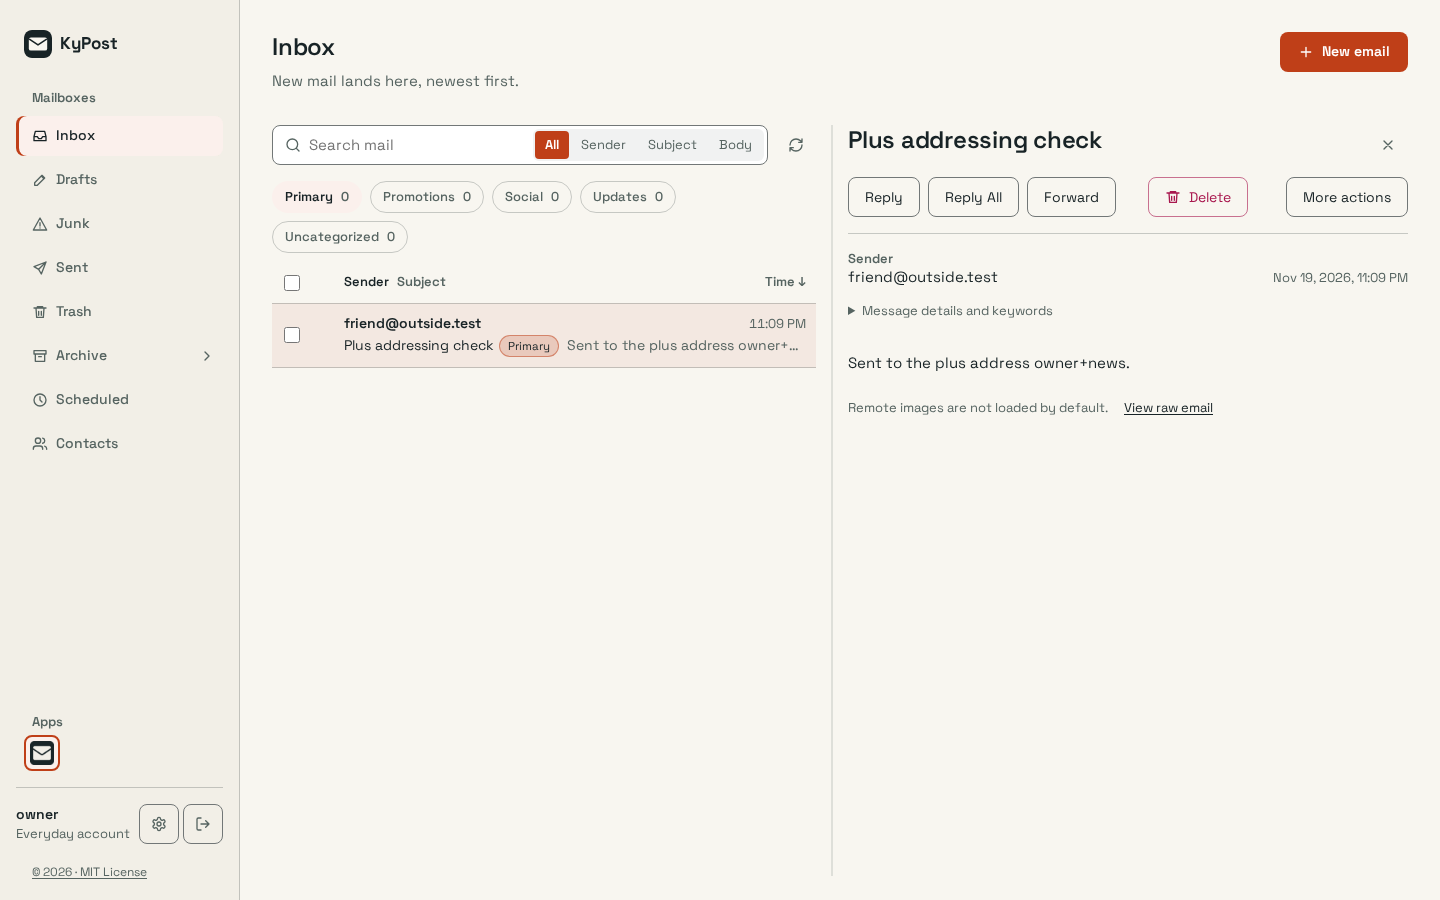 KyPost
Mailboxes
Inbox
Drafts
Junk
Sent
Trash
Archive
Scheduled
Contacts
Apps
owner
Everyday account
© 2026 · MIT License
Inbox
New mail lands here, newest first.
New email
Search mail
All Sender Subject Body
Primary 0 Promotions 0 Social 0 Updates 0
Uncategorized 0
Sender Subject Time ↓
friend@outside.test 11:09 PM
Plus addressing check Primary Sent to the plus address owner+...
Plus addressing check
Reply Reply All Forward Delete More actions
Sender
friend@outside.test Nov 19, 2026, 11:09 PM
Message details and keywords
Sent to the plus address owner+news.
Remote images are not loaded by default. View raw email